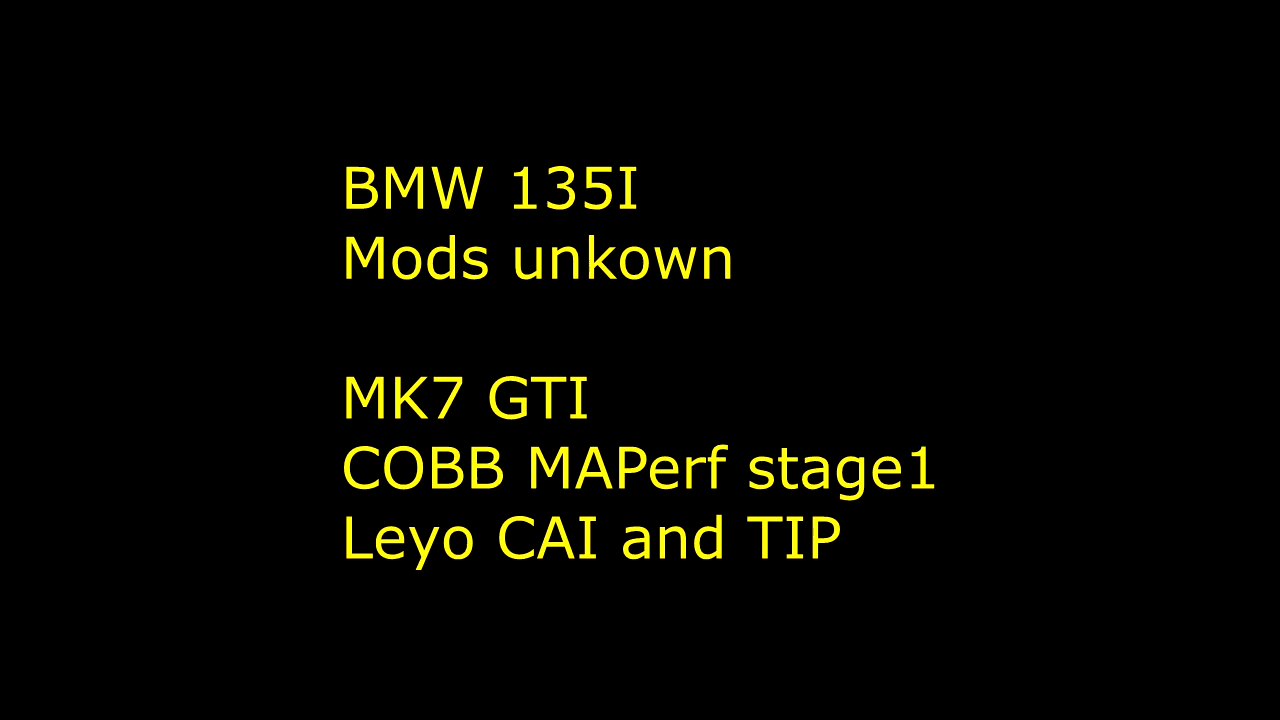 BMW 135I
Mods unkown
MK7 GTI
COBB MAPerf stage1
Leyo CAI and TIP